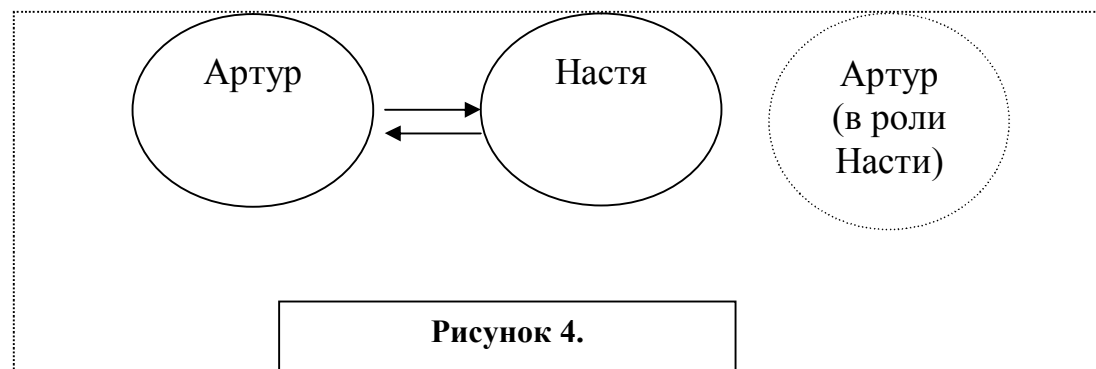 Артур
Настя
Артур
(в роли
Насти)
Рисунок 4.